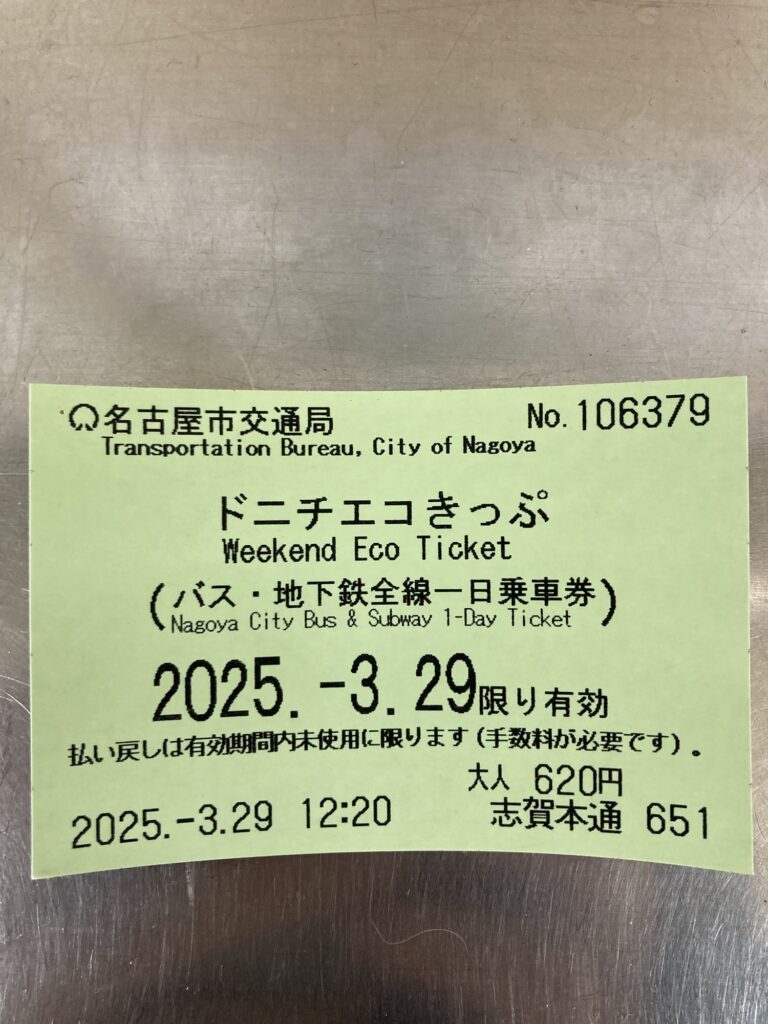 名古屋市交通局 No.106379
Transportation Bureau, City of Nagoya
ドニチエコきっぷ
Weekend Eco Ticket
(バス・地下鉄全線一日乗車券)
Nagoya City Bus & Subway 1-Day Ticket
2025.-3.29限り有効
払い戻しは有効期間内未使用に限ります(手数料が必要です)。
大人 620円
2025.-3.29 12:20 志賀本通 651